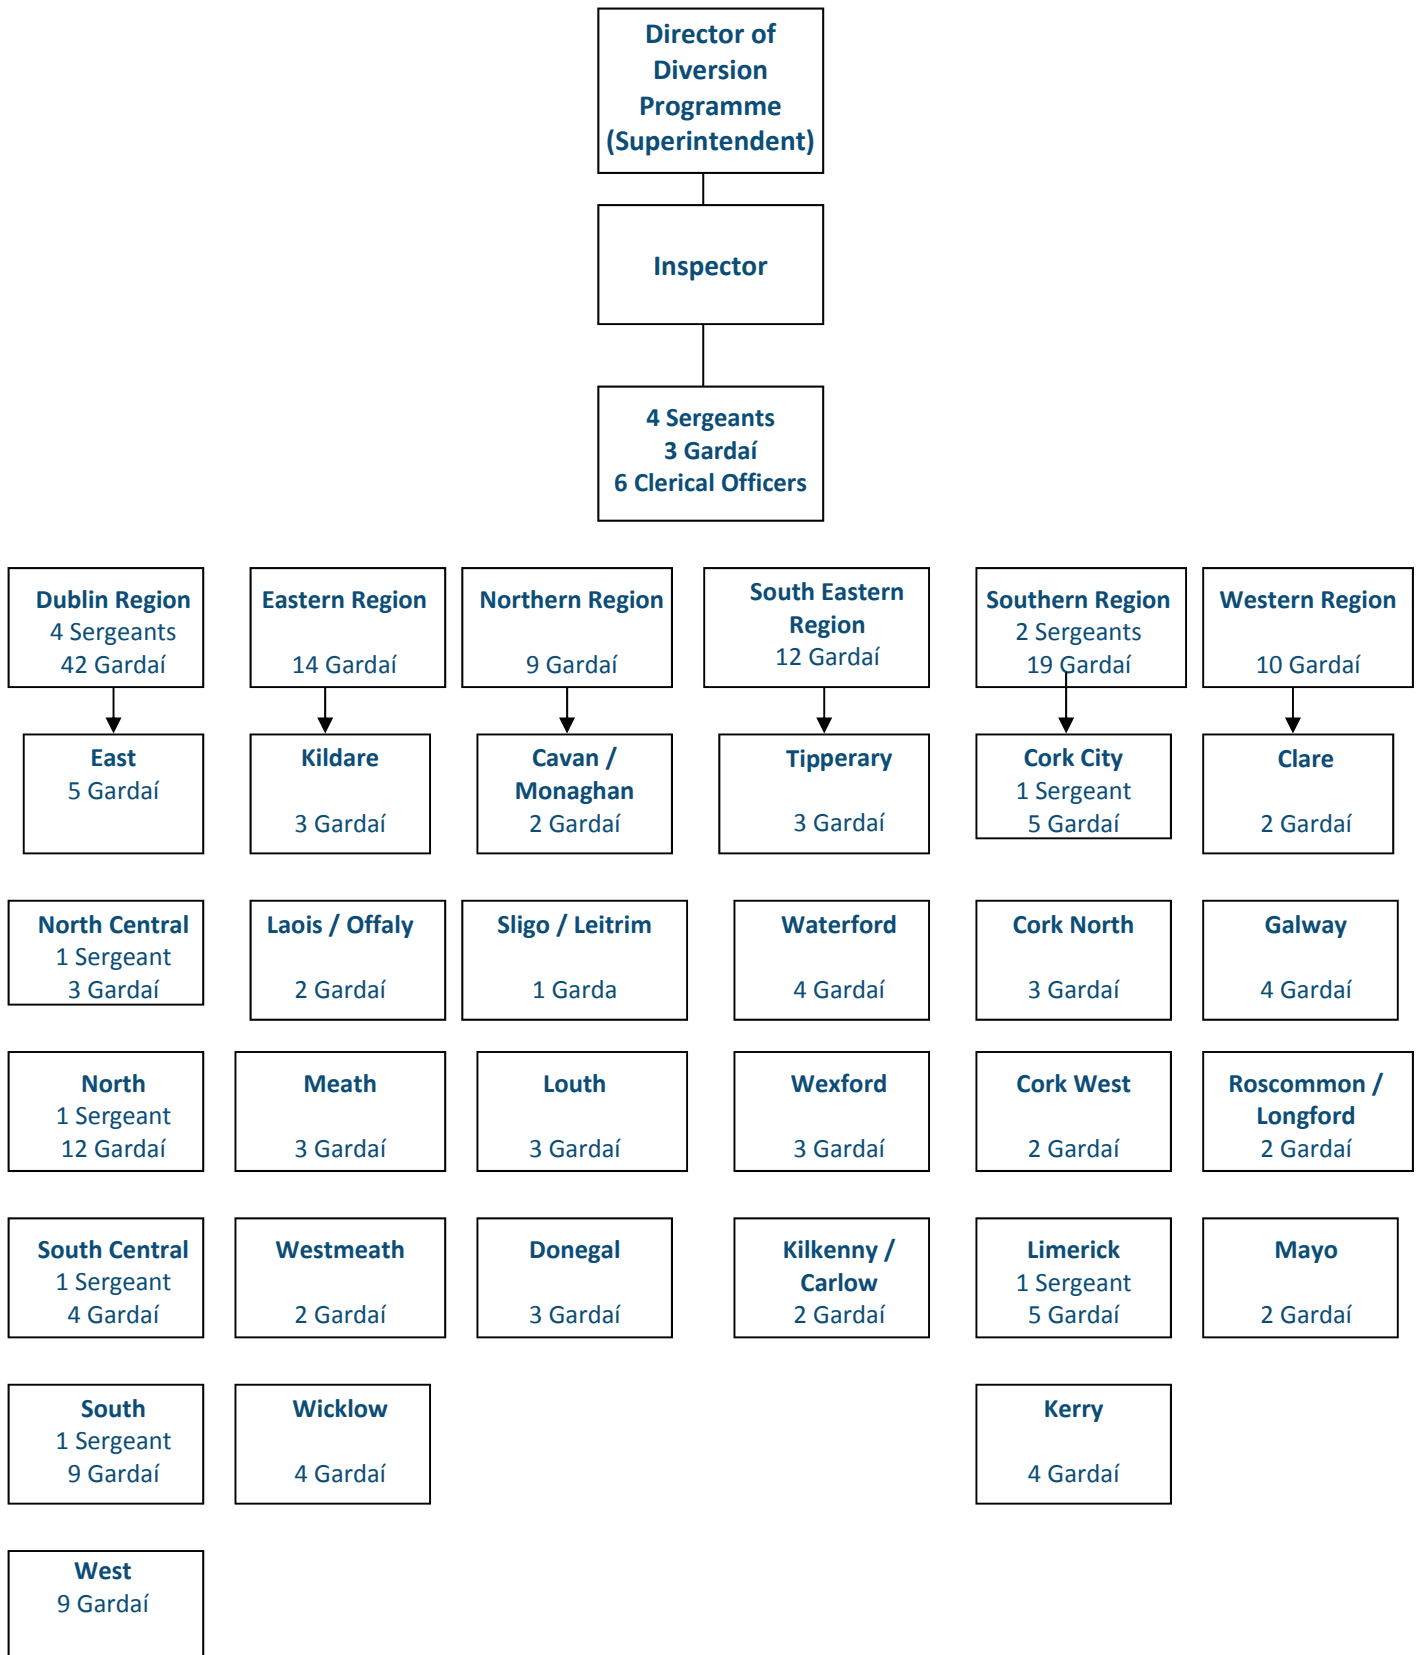 Director of
Diversion
Programme
(Superintendent)
Inspector
4 Sergeants
3 Gardaí
6 Clerical Officers
Dublin Region
4 Sergeants
42 Gardaí
Eastern Region
14 Gardaí
Northern Region
9 Gardaí
South Eastern
Region
12 Gardaí
Southern Region
2 Sergeants
19 Gardaí
Western Region
10 Gardaí
East
5 Gardaí
Kildare
3 Gardaí
Cavan /
Monaghan
2 Gardaí
Tipperary
3 Gardaí
Cork City
1 Sergeant
5 Gardaí
Clare
2 Gardaí
North Central
1 Sergeant
3 Gardaí
Laois / Offaly
2 Gardaí
Sligo / Leitrim
1 Garda
Waterford
4 Gardaí
Cork North
3 Gardaí
Galway
4 Gardaí
North
1 Sergeant
12 Gardaí
Meath
3 Gardaí
Louth
3 Gardaí
Wexford
3 Gardaí
Cork West
2 Gardaí
Roscommon /
Longford
2 Gardaí
South Central
1 Sergeant
4 Gardaí
Westmeath
2 Gardaí
Donegal
3 Gardaí
Kilkenny /
Carlow
2 Gardaí
Limerick
1 Sergeant
5 Gardaí
Mayo
2 Gardaí
South
1 Sergeant
9 Gardaí
Wicklow
4 Gardaí
Kerry
4 Gardaí
West
9 Gardaí